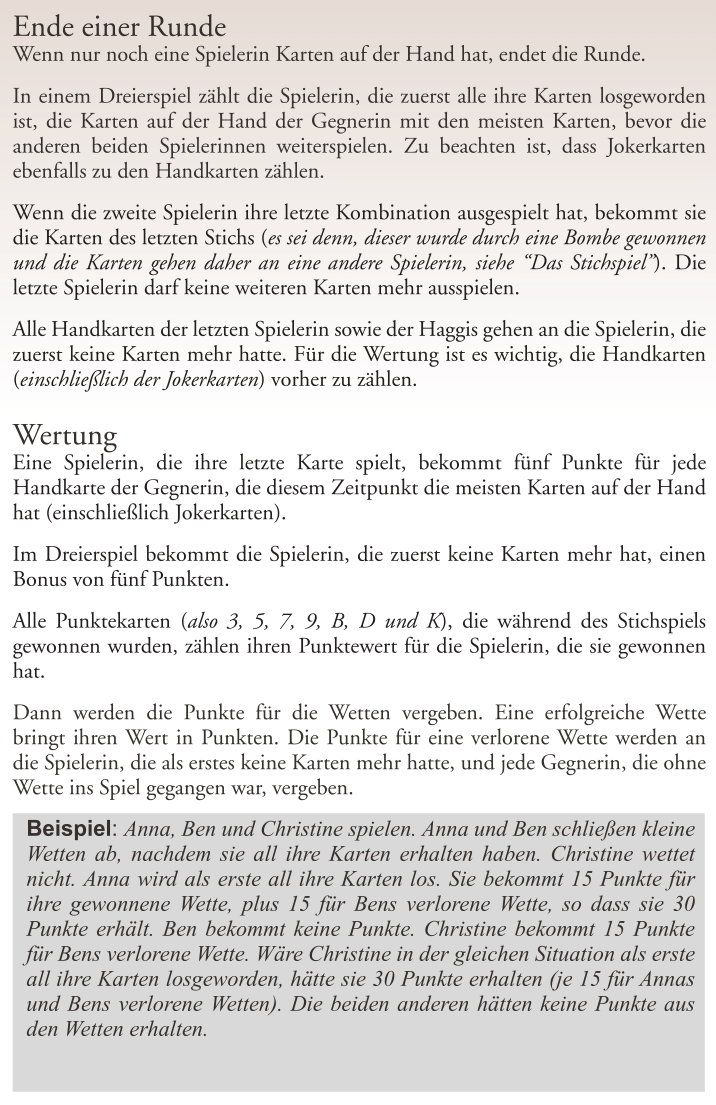 Ende einer Runde
Wenn nur noch eine Spielerin Karten auf der Hand hat, endet die Runde.
In einem Dreierspiel zählt die Spielerin, die zuerst alle ihre Karten losgeworden
ist, die Karten auf der Hand der Gegnerin mit den meisten Karten, bevor die
anderen beiden Spielerinnen weiterspielen. Zu beachten ist, dass Jokerkarten
ebenfalls zu den Handkarten zählen.
Wenn die zweite Spielerin ihre letzte Kombination ausgespielt hat, bekommt sie
die Karten des letzten Stichs (es sei denn, dieser wurde durch eine Bombe gewonnen
und die Karten gehen daher an eine andere Spielerin, siehe “Das Stichspiel”). Die
letzte Spielerin darf keine weiteren Karten mehr ausspielen.
Alle Handkarten der letzten Spielerin sowie der Haggis gehen an die Spielerin, die
zuerst keine Karten mehr hatte. Für die Wertung ist es wichtig, die Handkarten
(einschließlich der Jokerkarten) vorher zu zählen.
Wertung
Eine Spielerin, die ihre letzte Karte spielt, bekommt fünf Punkte für jede
Handkarte der Gegnerin, die diesem Zeitpunkt die meisten Karten auf der Hand
hat (einschließlich Jokerkarten).
Im Dreierspiel bekommt die Spielerin, die zuerst keine Karten mehr hat, einen
Bonus von fünf Punkten.
Alle Punktekarten (also 3, 5, 7, 9, B, D und K), die während des Stichspiels
gewonnen wurden, zählen ihren Punktewert für die Spielerin, die sie gewonnen
hat.
Dann werden die Punkte für die Wetten vergeben. Eine erfolgreiche Wette
bringt ihren Wert in Punkten. Die Punkte für eine verlorene Wette werden an
die Spielerin, die als erstes keine Karten mehr hatte, und jede Gegnerin, die ohne
Wette ins Spiel gegangen war, vergeben.
Beispiel: Anna, Ben und Christine spielen. Anna und Ben schließen kleine
Wetten ab, nachdem sie all ihre Karten erhalten haben. Christine wettet
nicht. Anna wird als erste all ihre Karten los. Sie bekommt 15 Punkte für
ihre gewonnene Wette, plus 15 für Bens verlorene Wette, so dass sie 30
Punkte erhält. Ben bekommt keine Punkte. Christine bekommt 15 Punkte
für Bens verlorene Wette. Wäre Christine in der gleichen Situation als erste
all ihre Karten losgeworden, hätte sie 30 Punkte erhalten (je 15 für Annas
und Bens verlorene Wetten). Die beiden anderen hätten keine Punkte aus
den Wetten erhalten.